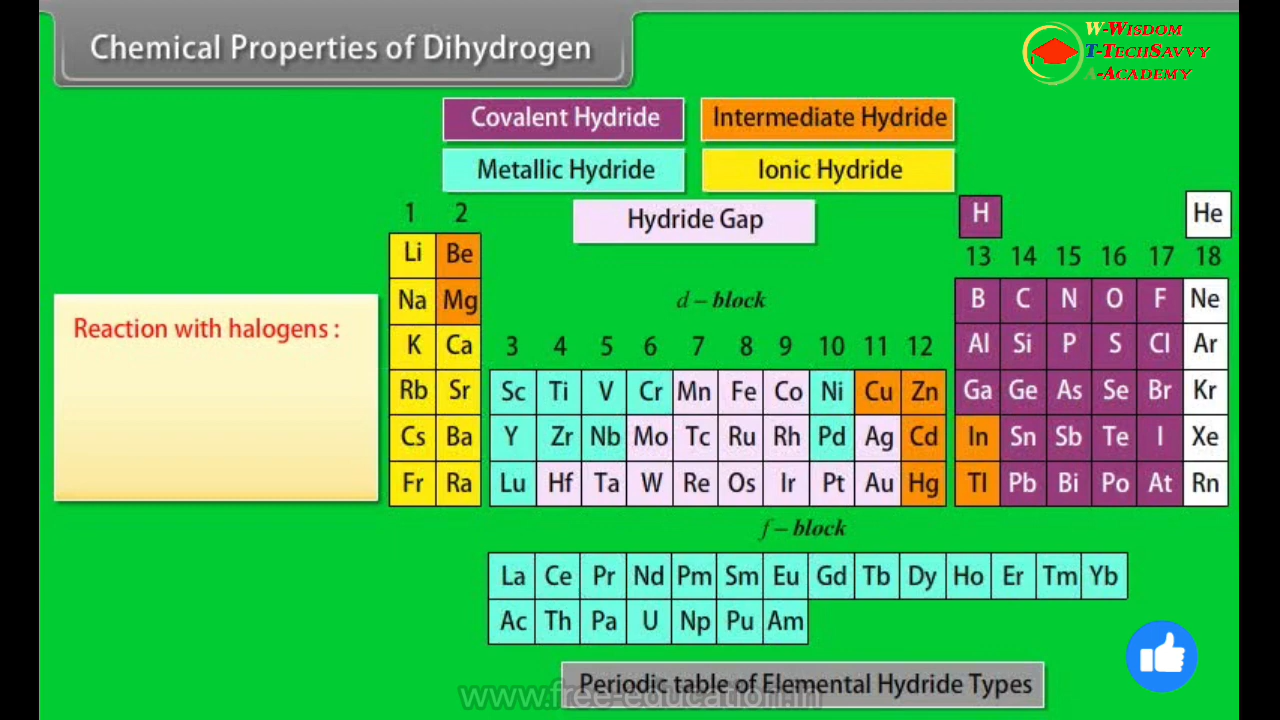 Chemical Properties of Dihydrogen
W-Wisdom
T-TechSavvy
A-Academy
Covalent Hydride
Intermediate Hydride
Metallic Hydride
Ionic Hydride
Hydride Gap
1 2
H He
13 14 15 16 17 18
Li Be
Na Mg
d – block
B C N O F Ne
Reaction with halogens :
K Ca
3 4 5 6 7 8 9 10 11 12
Al Si P S Cl Ar
Rb Sr Sc Ti V Cr Mn Fe Co Ni Cu Zn Ga Ge As Se Br Kr
Cs Ba Y Zr Nb Mo Tc Ru Rh Pd Ag Cd In Sn Sb Te I Xe
Fr Ra Lu Hf Ta W Re Os Ir Pt Au Hg Tl Pb Bi Po At Rn
f – block
La Ce Pr Nd Pm Sm Eu Gd Tb Dy Ho Er Tm Yb
Ac Th Pa U Np Pu Am
Periodic table of Elemental Hydride Types
www.free-education.in